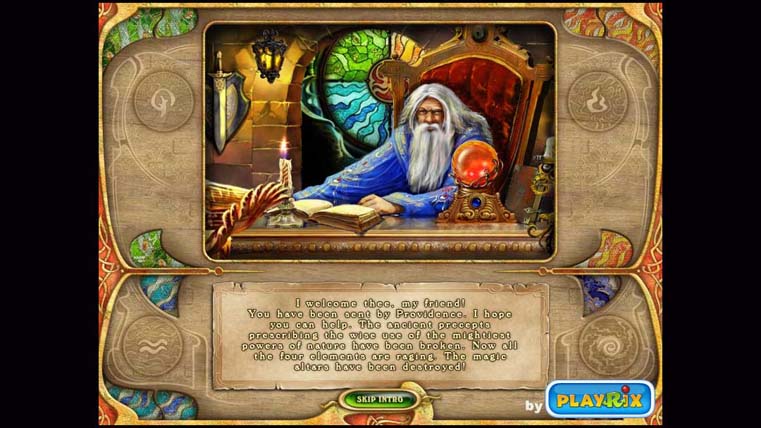 I welcome thee, my friend!
You have been sent by Providence. I hope
you can help. The ancient precepts
prescribing the wise use of the mightiest
powers of nature have been broken. Now all
the four elements are raging. The magic
altars have been destroyed!
SKIP INTRO
by PLAYRIX